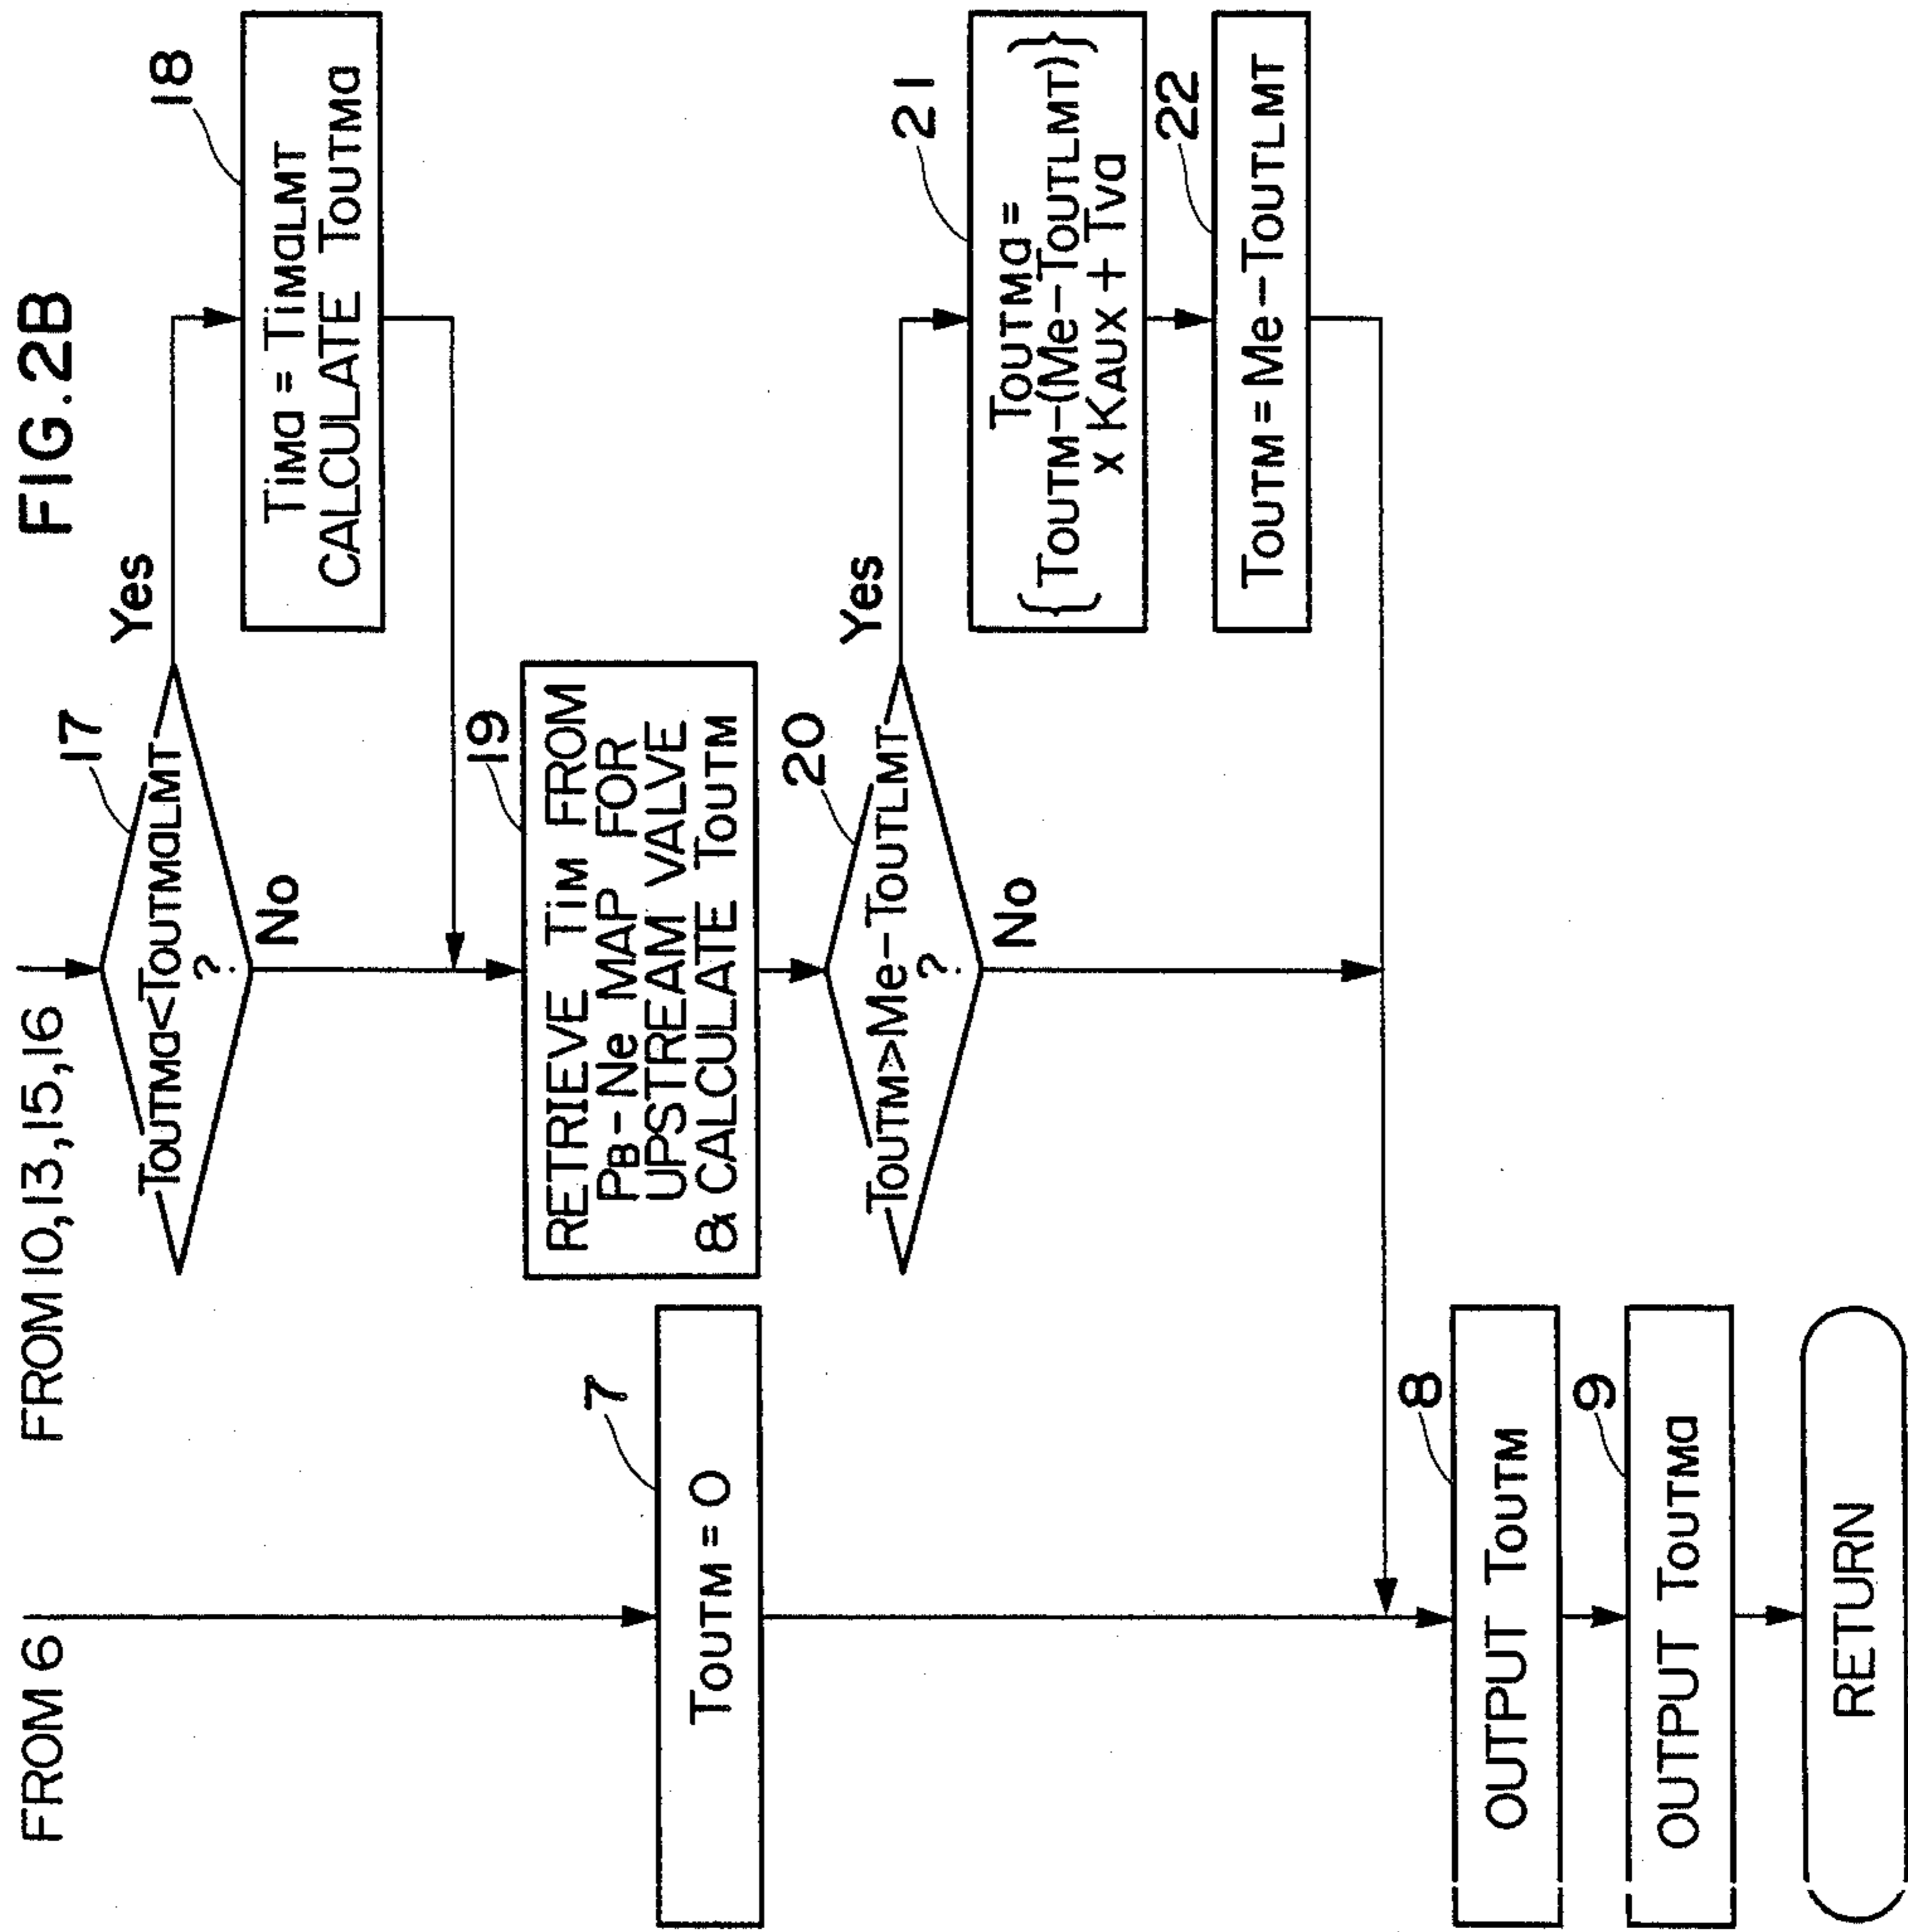 FIG.2B
FROM 6
FROM 10,13,15,16
17
TOUTMa<TOUTMaLMT
?
Yes
No
18
TiMa = TiMaLMT
CALCULATE TOUTMa
19
RETRIEVE TiM FROM
PB-Ne MAP FOR
UPSTREAM VALVE
& CALCULATE TOUTM
7
TOUTM = 0
20
TOUTM>Me-TOUTLMT
?
Yes
No
21
TOUTMa =
{TOUTM-(Me-TOUTLMT)}
x KAUX + TVa
22
TOUTM = Me-TOUTLMT
8
OUTPUT TOUTM
9
OUTPUT TOUTMa
RETURN